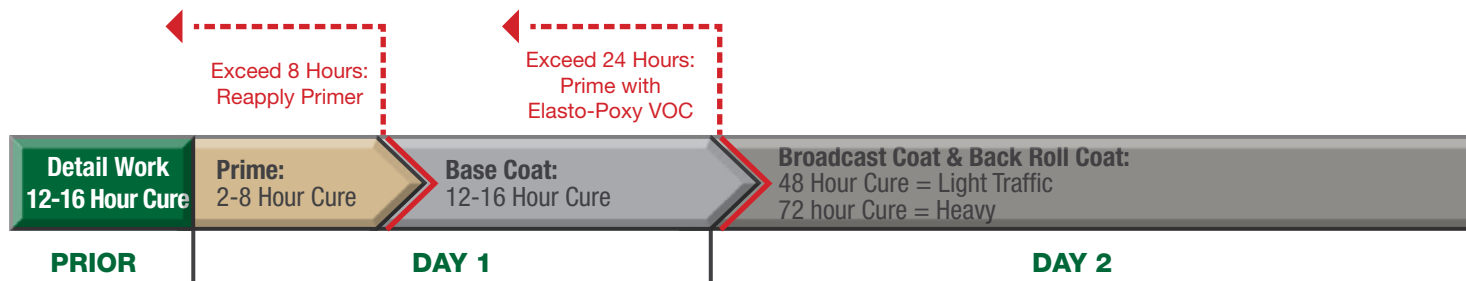 Exceed 8 Hours:
Reapply Primer
Exceed 24 Hours:
Prime with
Elasto-Poxy VOC
Detail Work
12-16 Hour Cure
Prime:
2-8 Hour Cure
Base Coat:
12-16 Hour Cure
Broadcast Coat & Back Roll Coat:
48 Hour Cure = Light Traffic
72 hour Cure = Heavy
PRIOR
DAY 1
DAY 2